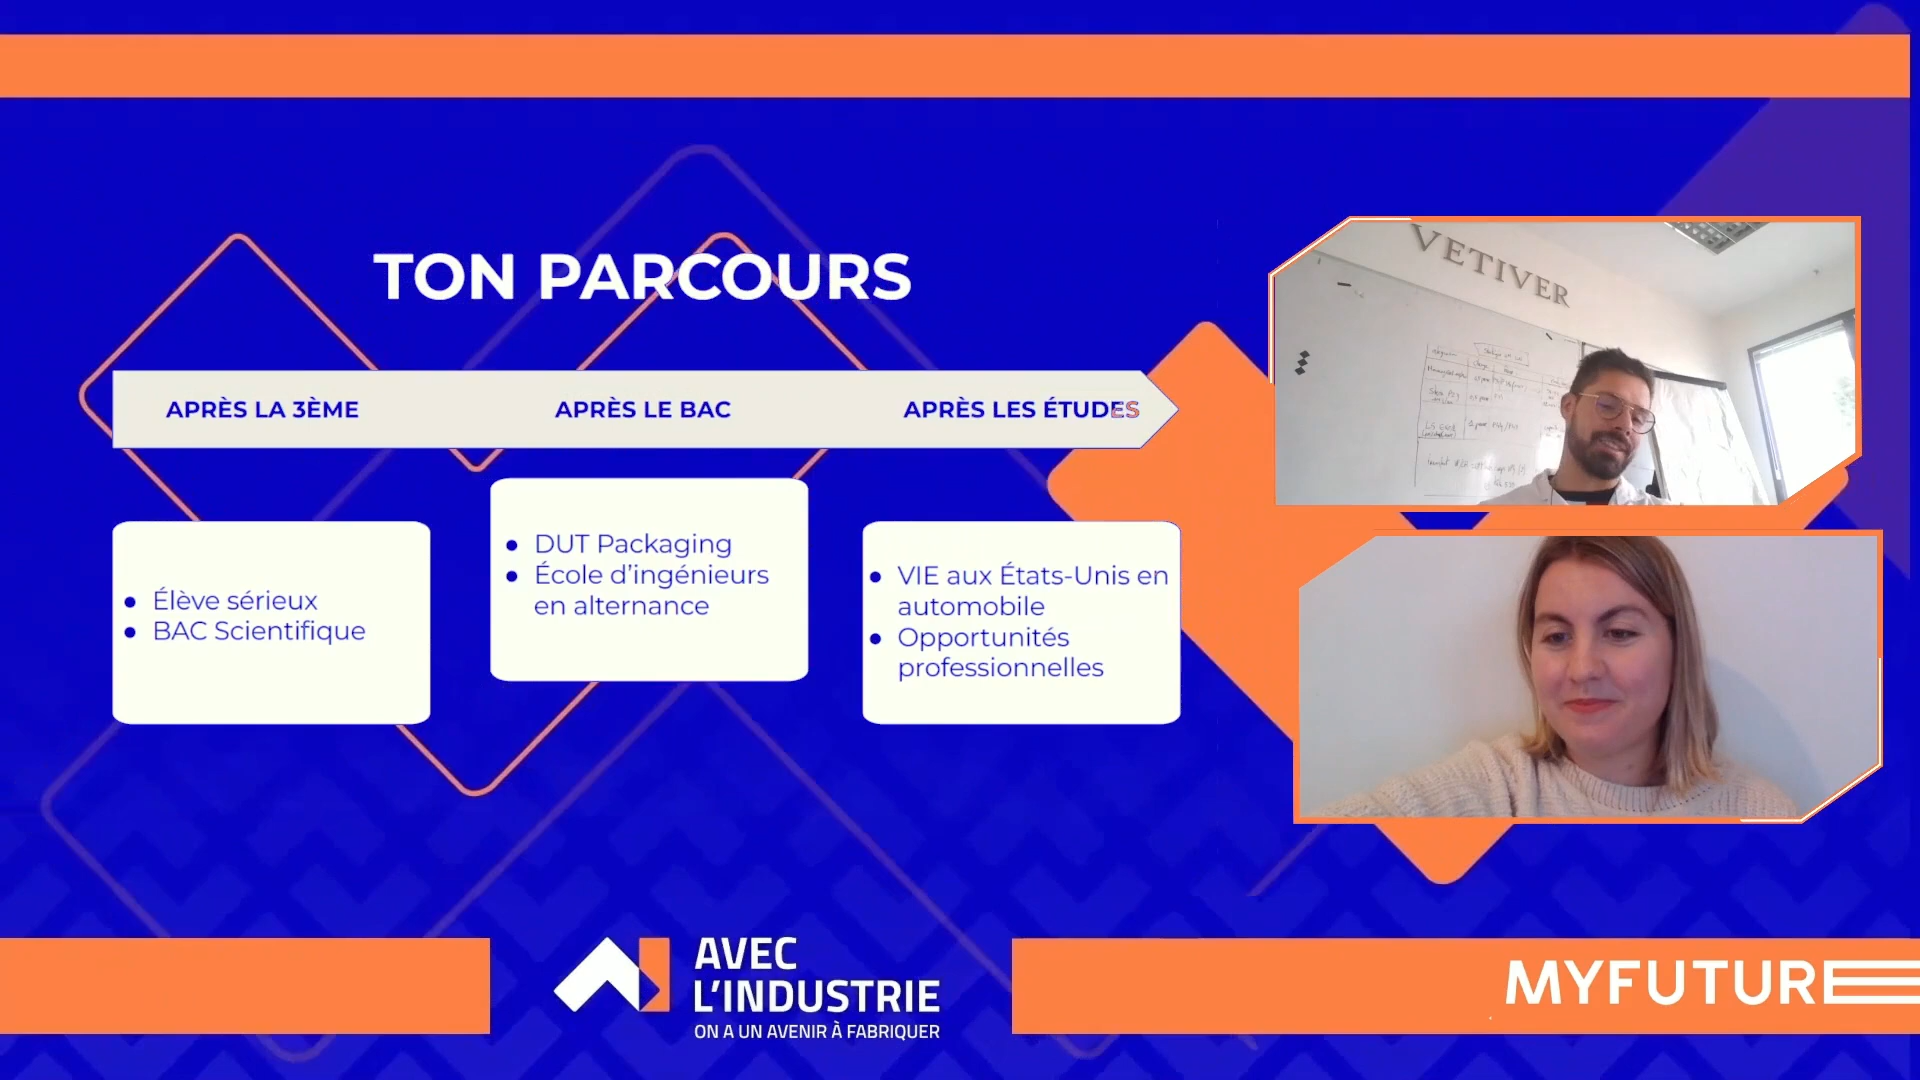 TON PARCOURS
APRÈS LA 3ÈME
APRÈS LE BAC
APRÈS LES ÉTUDES
• Élève sérieux
• BAC Scientifique
• DUT Packaging
• École d’ingénieurs
en alternance
• VIE aux États-Unis en
automobile
• Opportunités
professionnelles
VETIVER
AVEC
L’INDUSTRIE
ON A UN AVENIR À FABRIQUER
MYFUTURE